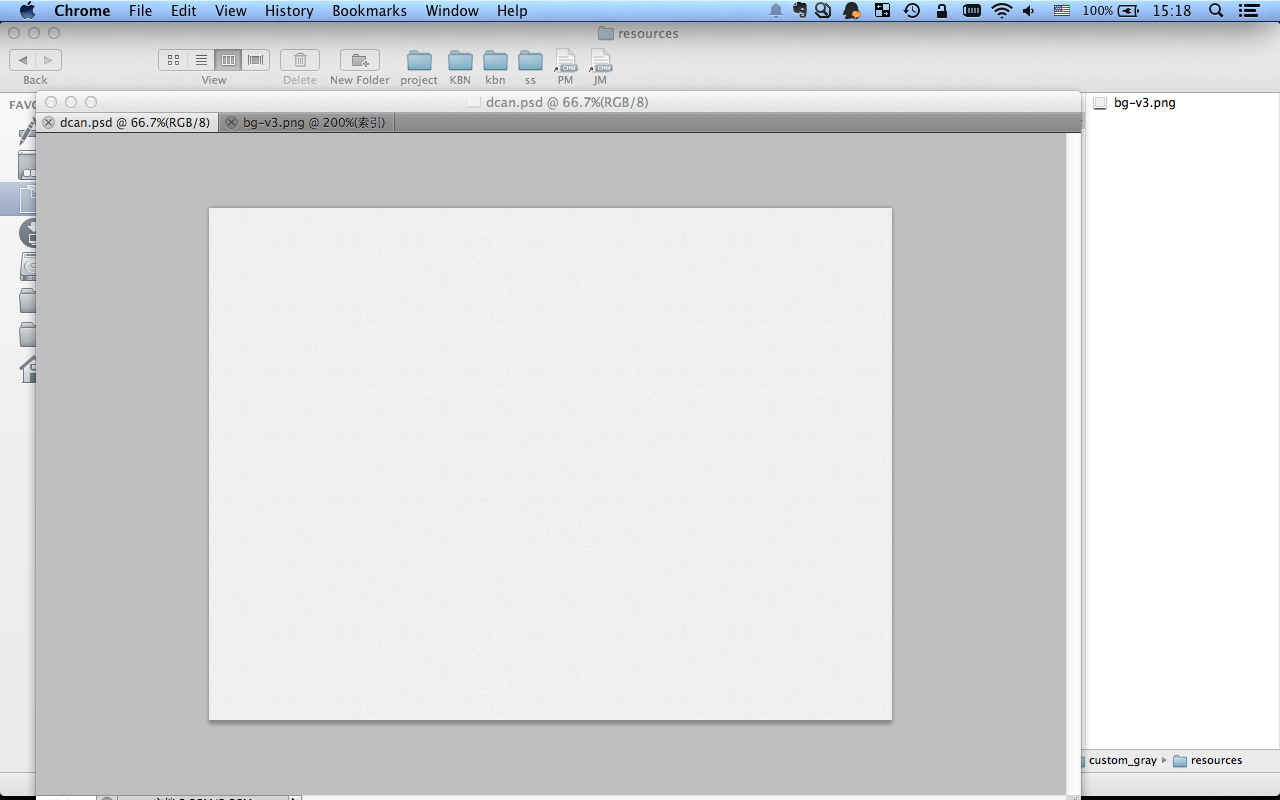 Chrome File Edit View History Bookmarks Window Help 100% 15:18
resources
Back View Delete New Folder project KBN kbn ss PM JM
CHM CHM
FAVO
dcan.psd @ 66.7%(RGB/8)
dcan.psd @ 66.7%(RGB/8) bg-v3.png @ 200%(索引)
bg-v3.png
custom_gray resources